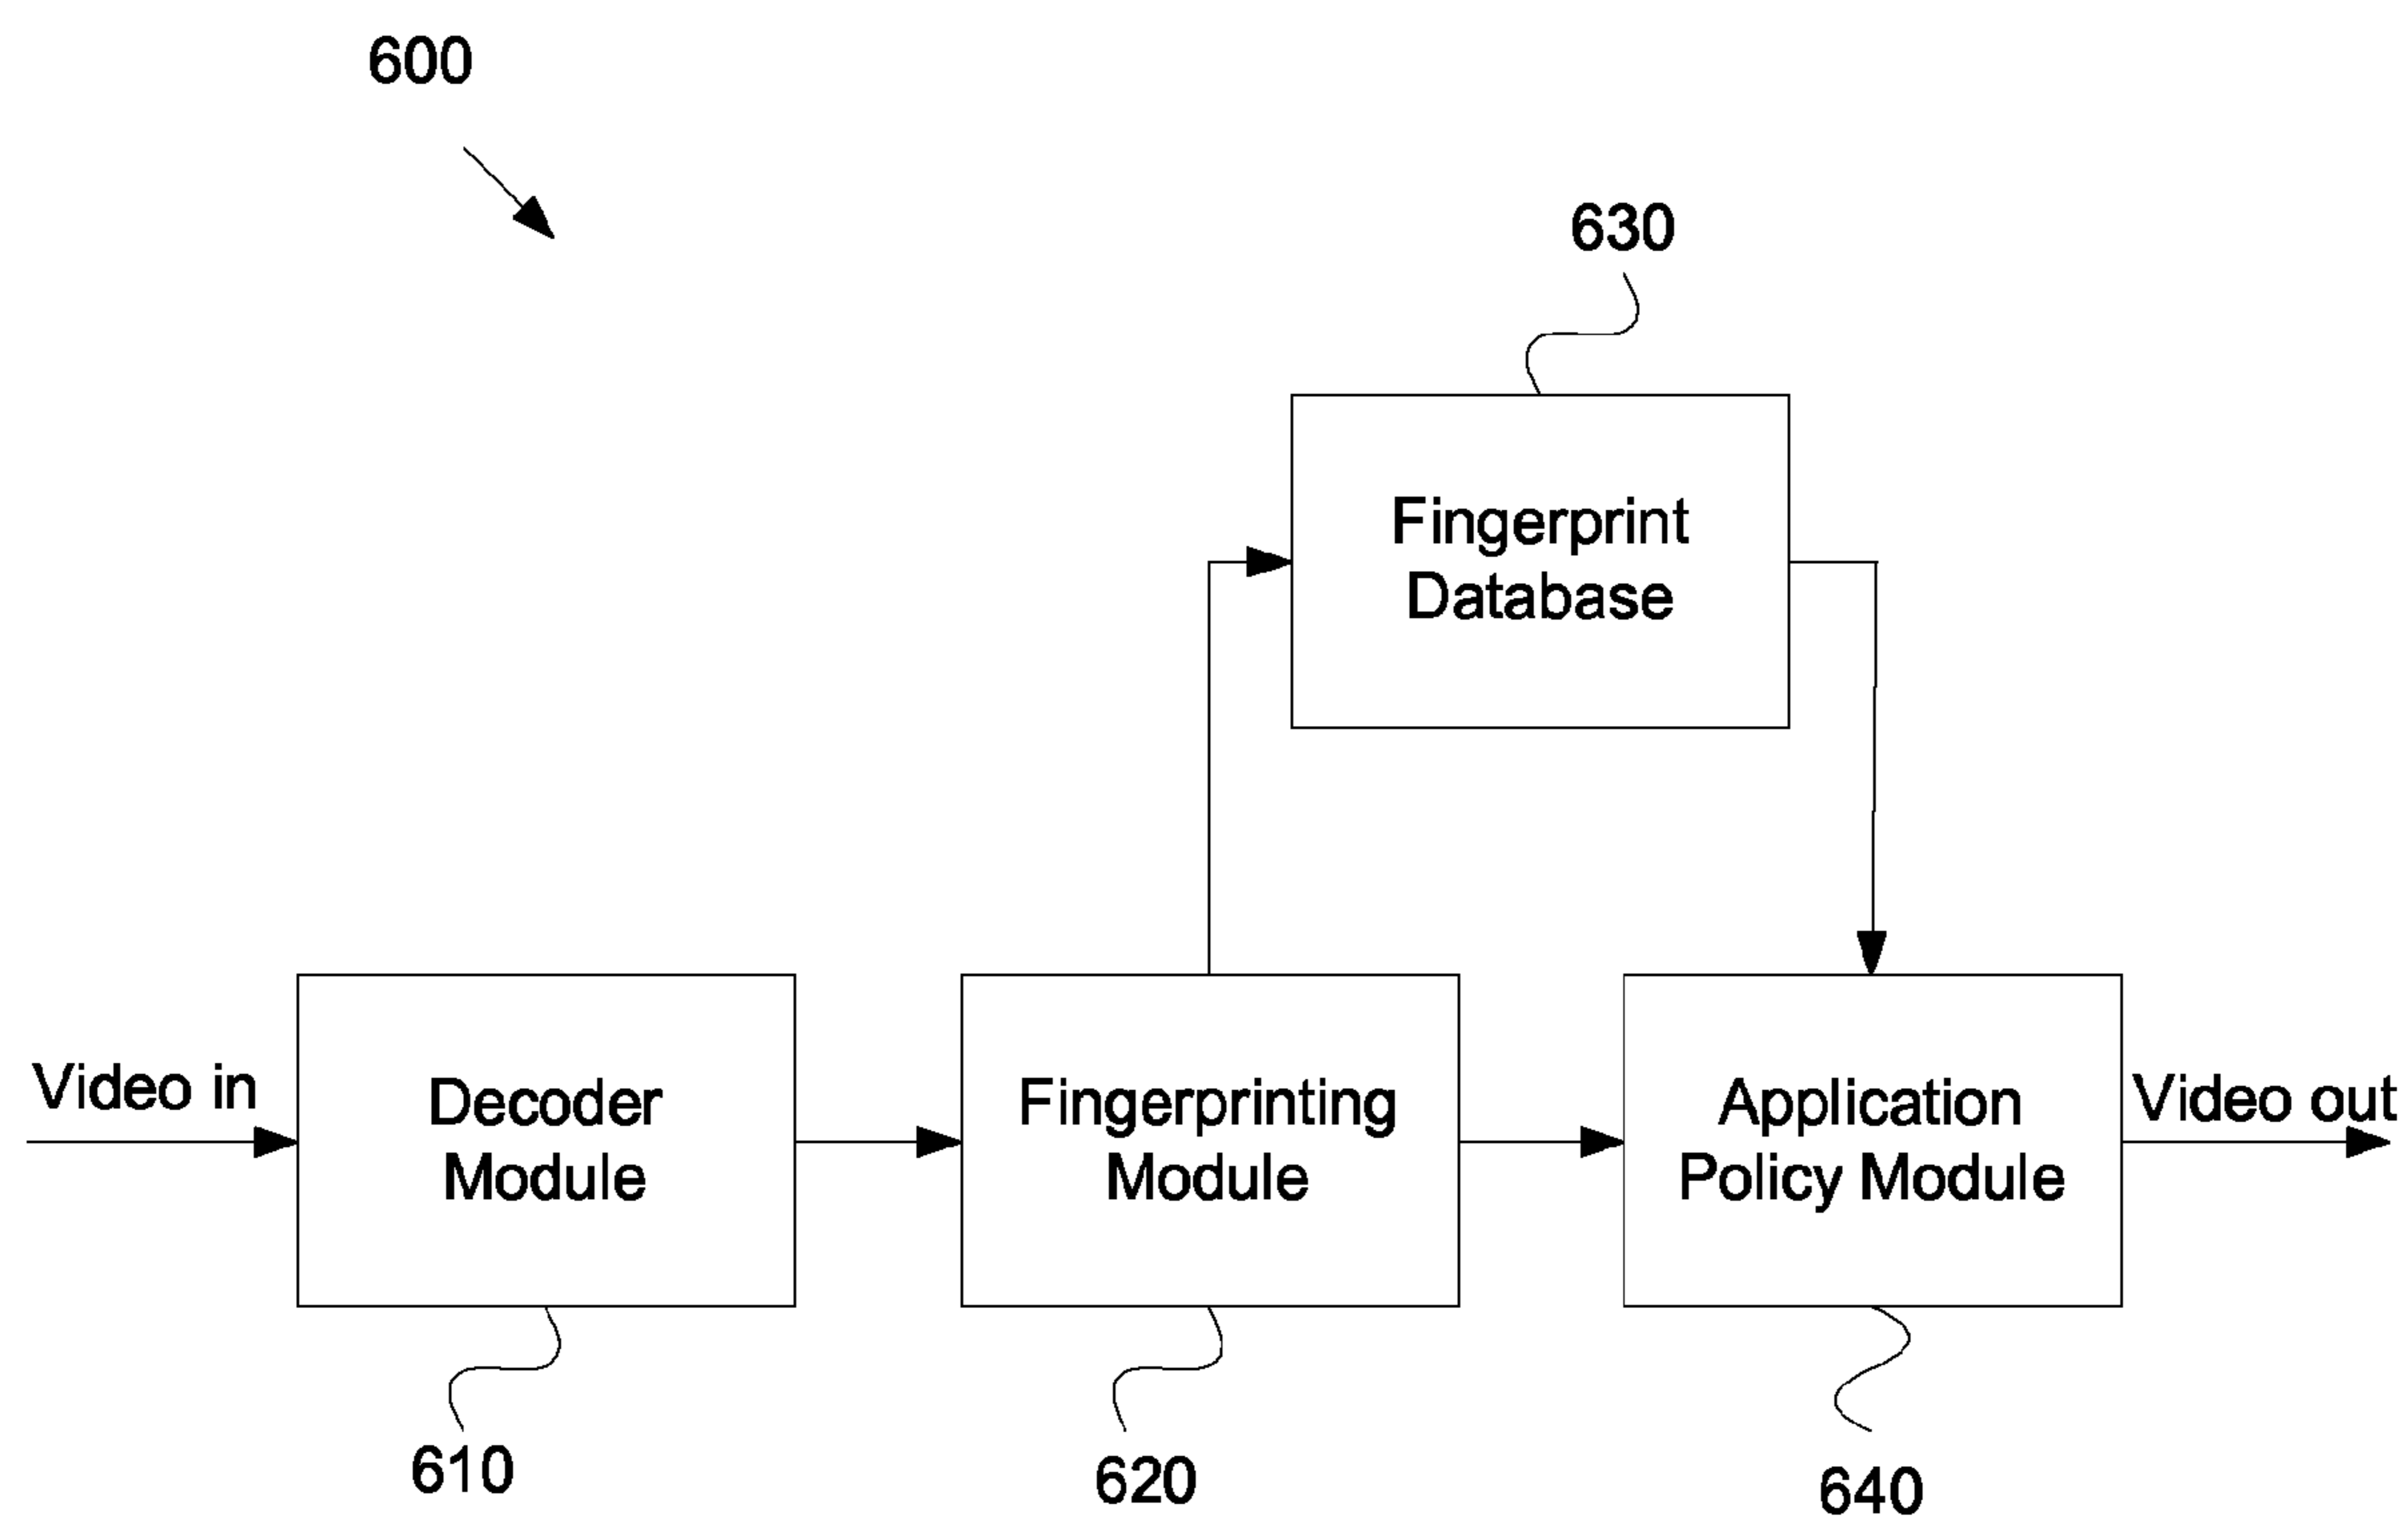 600
630
Fingerprint
Database
Video in
Decoder
Module
Fingerprinting
Module
Application
Policy Module
Video out
610
620
640